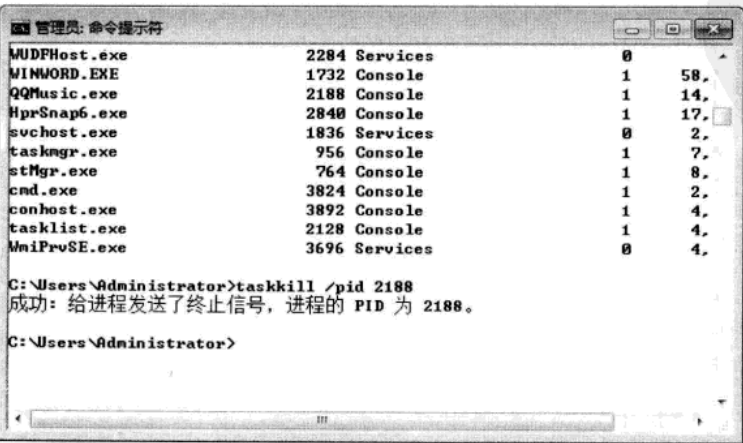 管理员: 命令提示符
WUDFHost.exe 2284 Services 0
WINWORD.EXE 1732 Console 1 58,
QQMusic.exe 2188 Console 1 14,
HprSnap6.exe 2840 Console 1 17,
svchost.exe 1836 Services 0 2,
taskmgr.exe 956 Console 1 7,
stMgr.exe 764 Console 1 8,
cmd.exe 3824 Console 1 2,
conhost.exe 3892 Console 1 4,
tasklist.exe 2128 Console 1 4,
WmiPrvSE.exe 3696 Services 0 4,
C:\Users\Administrator>taskkill /pid 2188
成功: 给进程发送了终止信号，进程的 PID 为 2188。
C:\Users\Administrator>